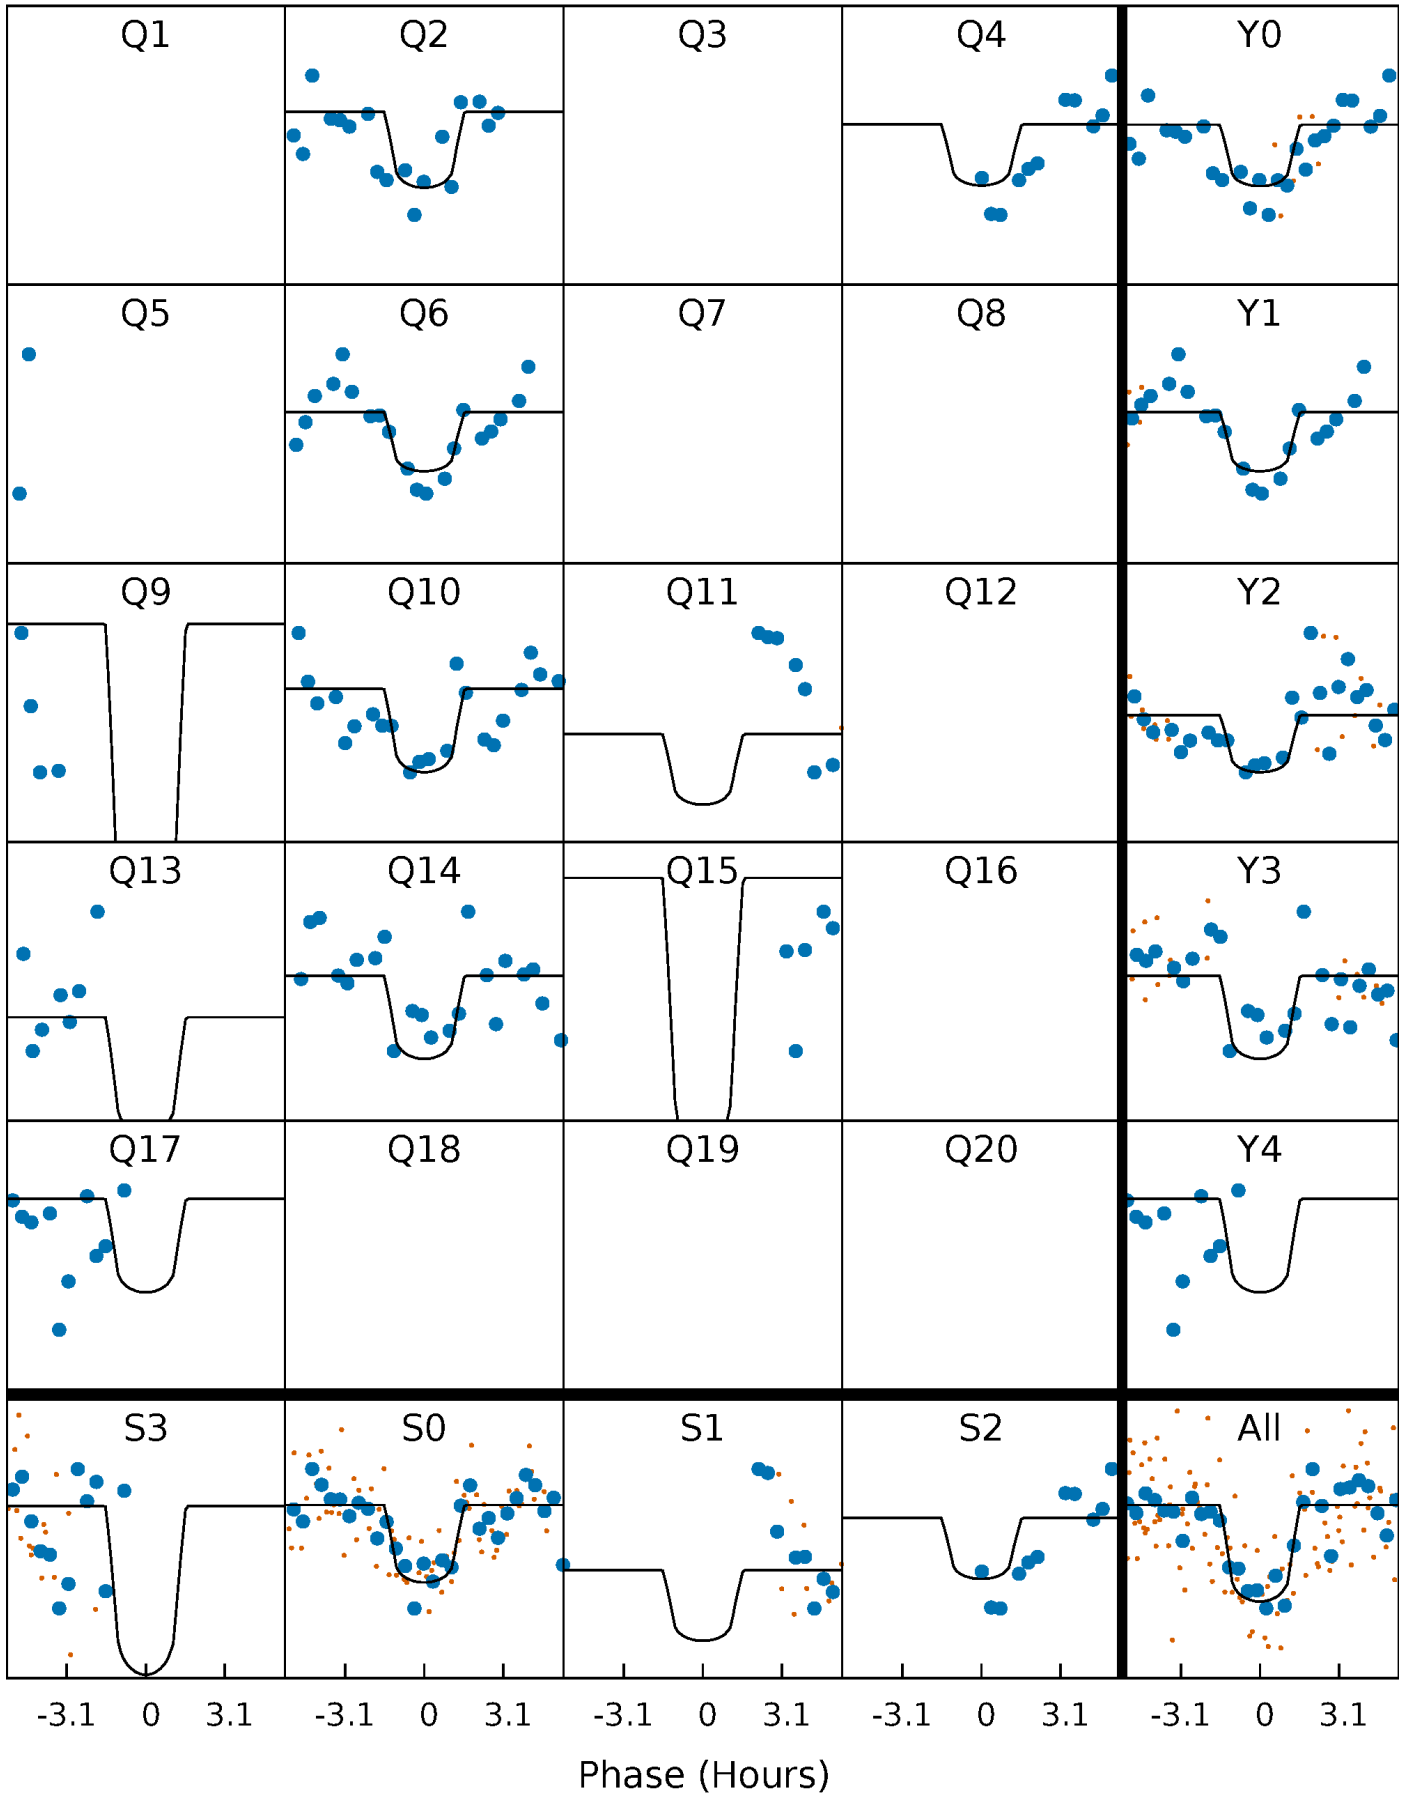 Q1 Q2 Q3 Q4 Y0
Q5 Q6 Q7 Q8 Y1
Q9 Q10 Q11 Q12 Y2
Q13 Q14 Q15 Q16 Y3
Q17 Q18 Q19 Q20 Y4
S3 S0 S1 S2 All
-3.1 0 3.1 -3.1 0 3.1 -3.1 0 3.1 -3.1 0 3.1 -3.1 0 3.1
Phase (Hours)